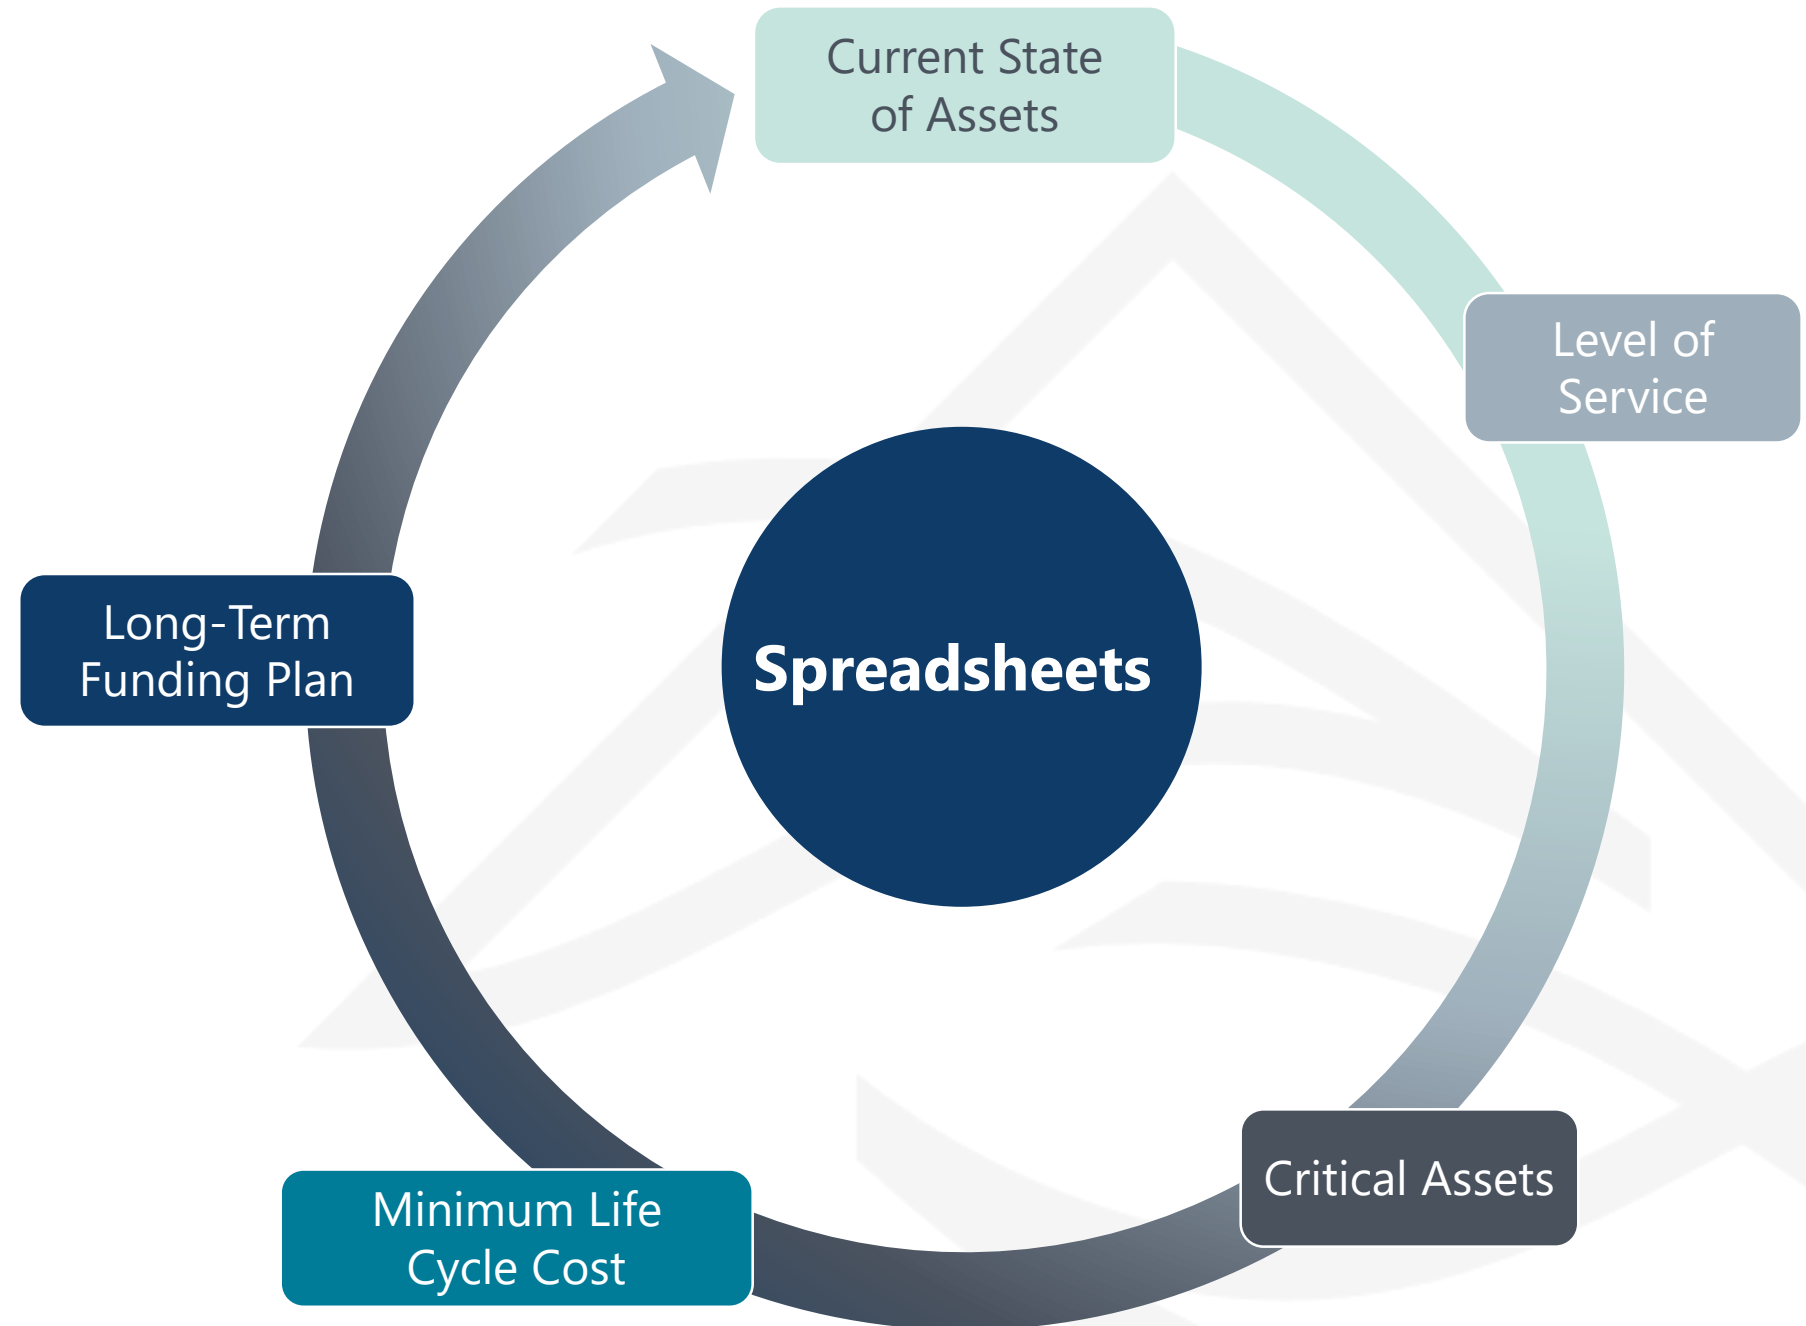 Current State
of Assets
Level of
Service
Critical Assets
Minimum Life
Cycle Cost
Long-Term
Funding Plan
Spreadsheets